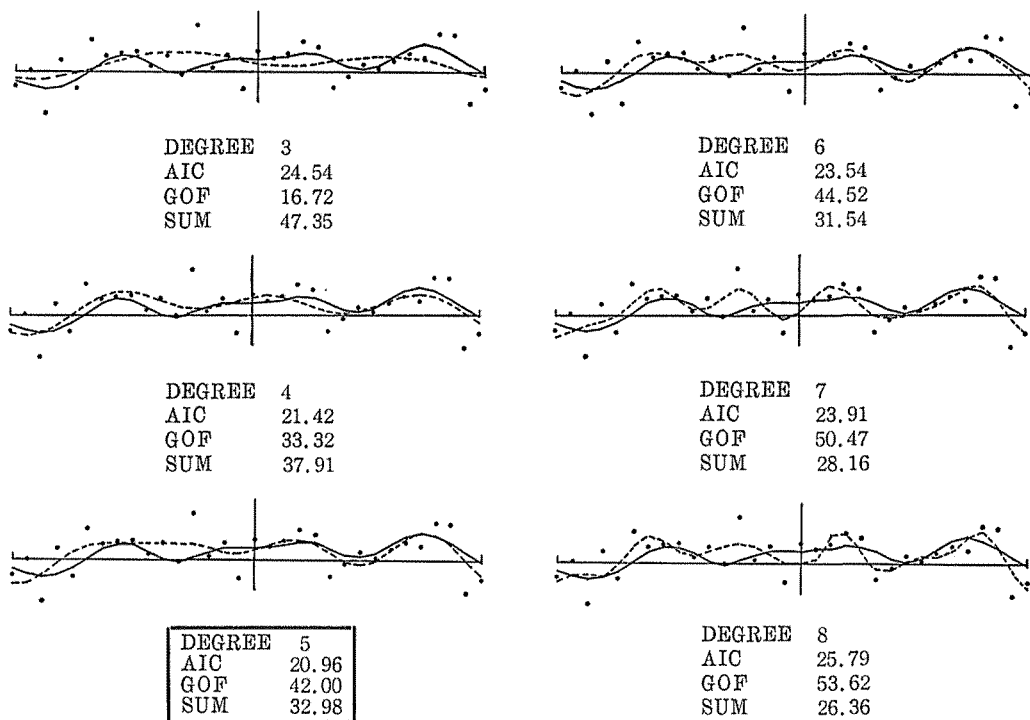 DEGREE 3
AIC 24.54
GOF 16.72
SUM 47.35
DEGREE 4
AIC 21.42
GOF 33.32
SUM 37.91
DEGREE 5
AIC 20.96
GOF 42.00
SUM 32.98
DEGREE 6
AIC 23.54
GOF 44.52
SUM 31.54
DEGREE 7
AIC 23.91
GOF 50.47
SUM 28.16
DEGREE 8
AIC 25.79
GOF 53.62
SUM 26.36